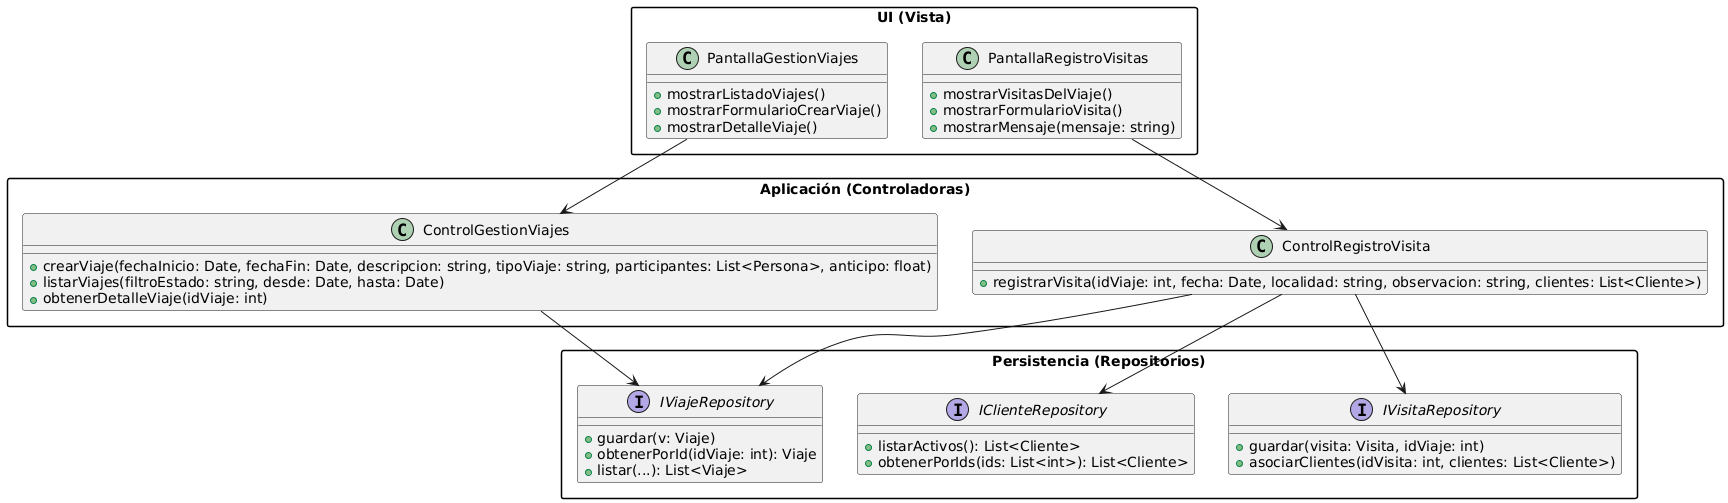 UI (Vista)
C PantallaGestionViajes
mostrarListadoViajes()
mostrarFormularioCrearViaje()
mostrarDetalleViaje()
C PantallaRegistroVisitas
mostrarVisitasDelViaje()
mostrarFormularioVisita()
mostrarMensaje(mensaje: string)
Aplicación (Controladoras)
C ControlGestionViajes
crearViaje(fechaInicio: Date, fechaFin: Date, descripcion: string, tipoViaje: string, participantes: List<Persona>, anticipo: float)
listarViajes(filtroEstado: string, desde: Date, hasta: Date)
obtenerDetalleViaje(idViaje: int)
C ControlRegistroVisita
registrarVisita(idViaje: int, fecha: Date, localidad: string, observacion: string, clientes: List<Cliente>)
Persistencia (Repositorios)
I IViajeRepository
guardar(v: Viaje)
obtenerPorId(idViaje: int): Viaje
listar(...): List<Viaje>
I IClienteRepository
listarActivos(): List<Cliente>
obtenerPorIds(ids: List<int>): List<Cliente>
I IVisitaRepository
guardar(visita: Visita, idViaje: int)
asociarClientes(idVisita: int, clientes: List<Cliente>)